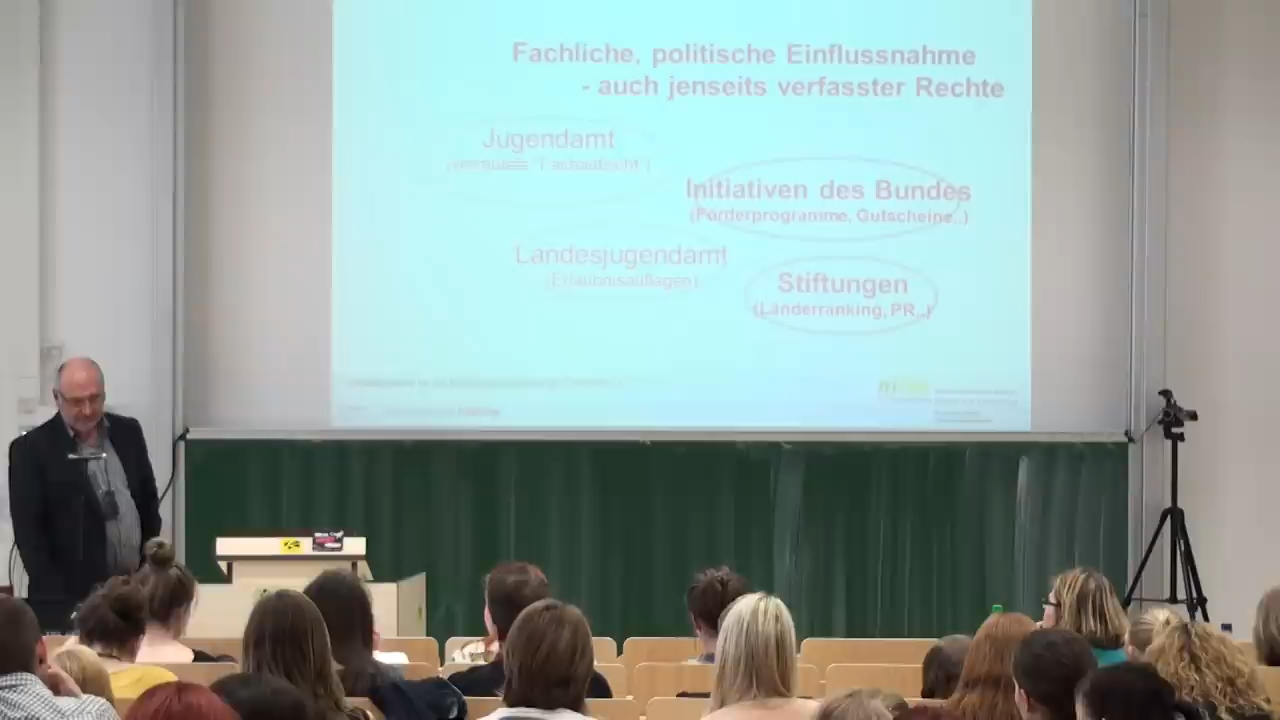 Fachliche, politische Einflussnahme
- auch jenseits verfasster Rechte
Jugendamt
Initiativen des Bundes
(Förderprogramme, Gutscheine..)
Landesjugendamt
(Erlaubnisauflagen)
Stiftungen
(Länderranking, PR..)